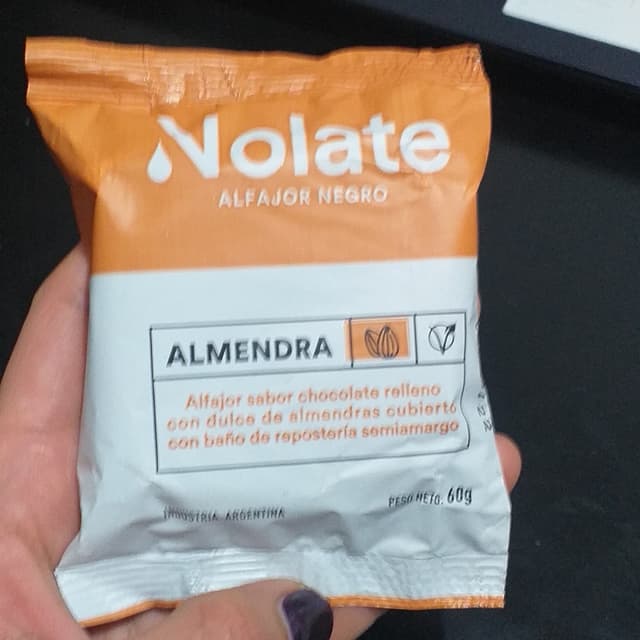 Nolate
ALFAJOR NEGRO
ALMENDRA
Alfajor sabor chocolate relleno
con dulce de almendras cubierto
con baño de repostería semiamargo
INDUSTRIA ARGENTINA
PESO NETO. 60g